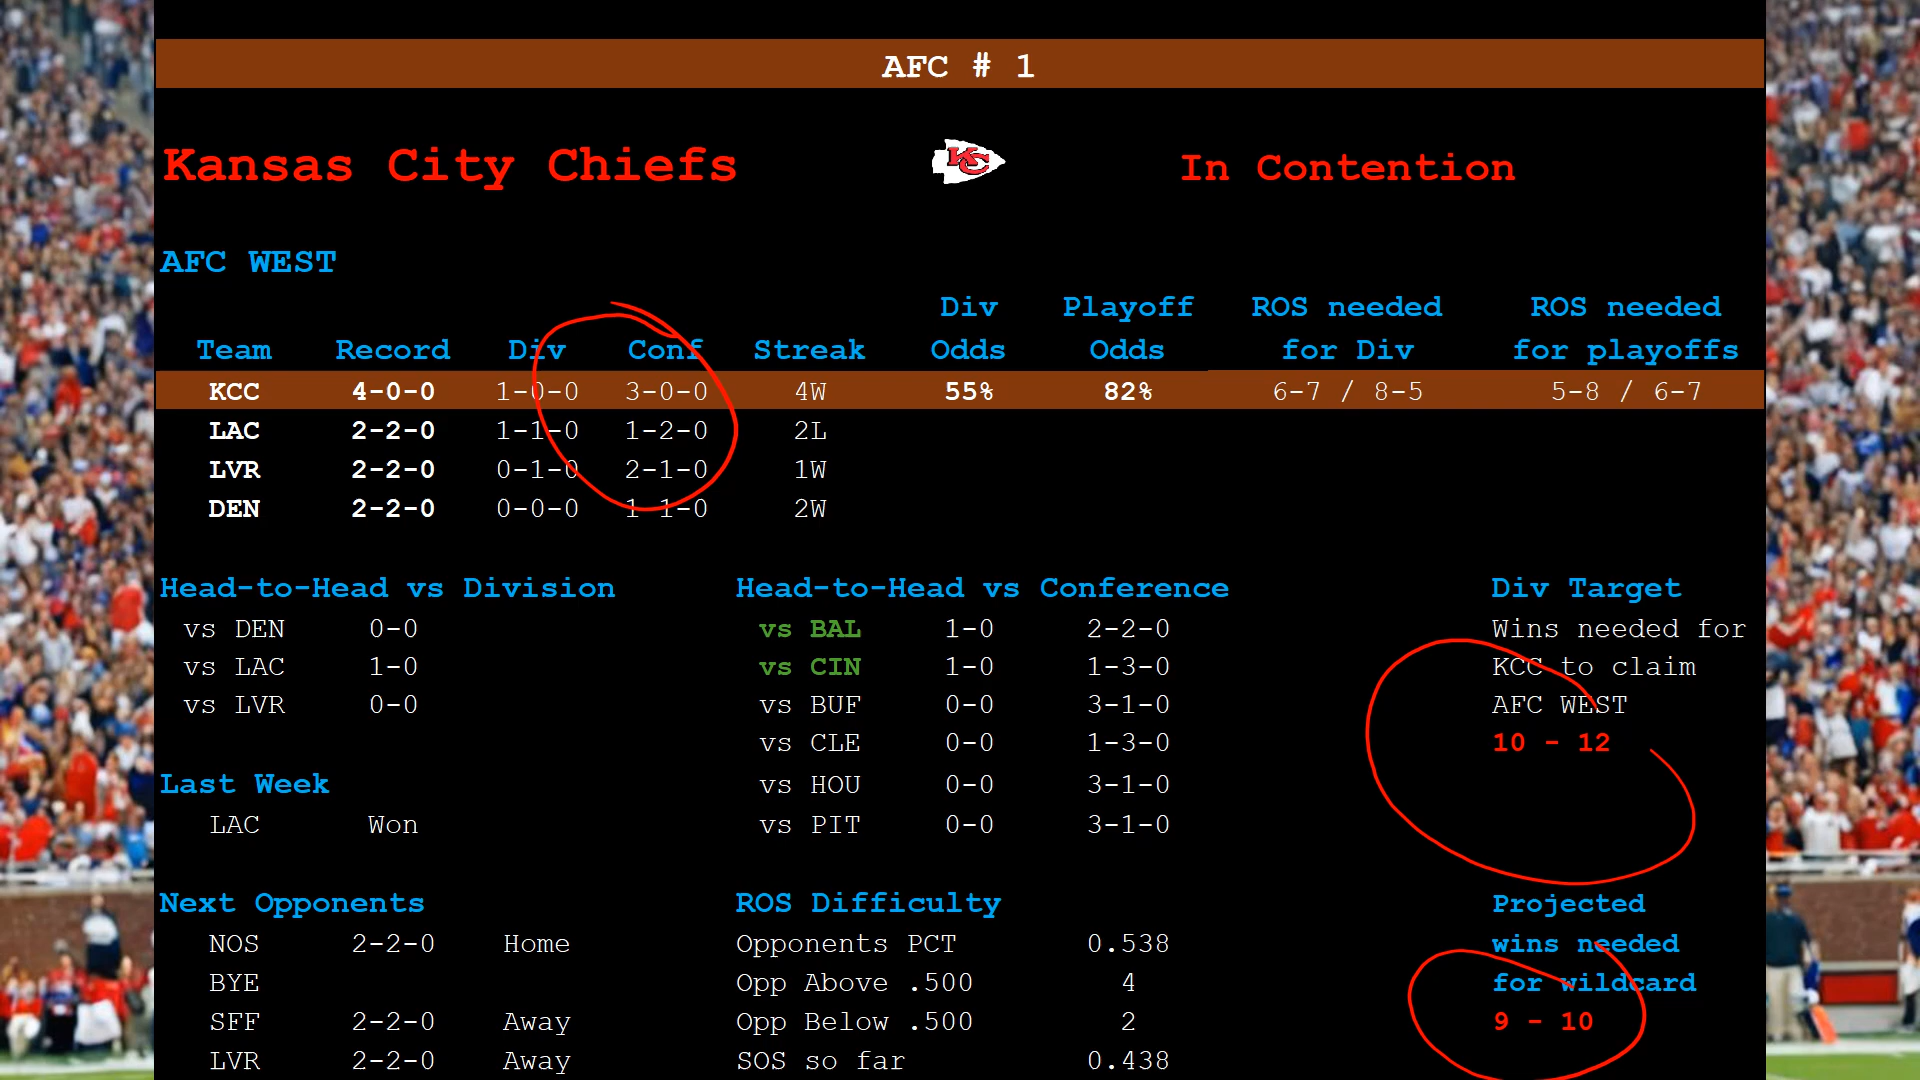 AFC # 1
Kansas City Chiefs KC In Contention
AFC WEST
Div Playoff ROS needed ROS needed
Team Record Div Conf Streak Odds Odds for Div for playoffs
KCC 4-0-0 1-0-0 3-0-0 4W 55% 82% 6-7 / 8-5 5-8 / 6-7
LAC 2-2-0 1-1-0 1-2-0 2L
LVR 2-2-0 0-1-0 2-1-0 1W
DEN 2-2-0 0-0-0 1-1-0 2W
Head-to-Head vs Division
vs DEN 0-0
vs LAC 1-0
vs LVR 0-0
Last Week
LAC Won
Next Opponents
NOS 2-2-0 Home
BYE
SFF 2-2-0 Away
LVR 2-2-0 Away
Head-to-Head vs Conference
vs BAL 1-0 2-2-0
vs CIN 1-0 1-3-0
vs BUF 0-0 3-1-0
vs CLE 0-0 1-3-0
vs HOU 0-0 3-1-0
vs PIT 0-0 3-1-0
ROS Difficulty
Opponents PCT 0.538
Opp Above .500 4
Opp Below .500 2
SOS so far 0.438
Div Target
Wins needed for
KCC to claim
AFC WEST
10 - 12
Projected
wins needed
for wildcard
9 - 10